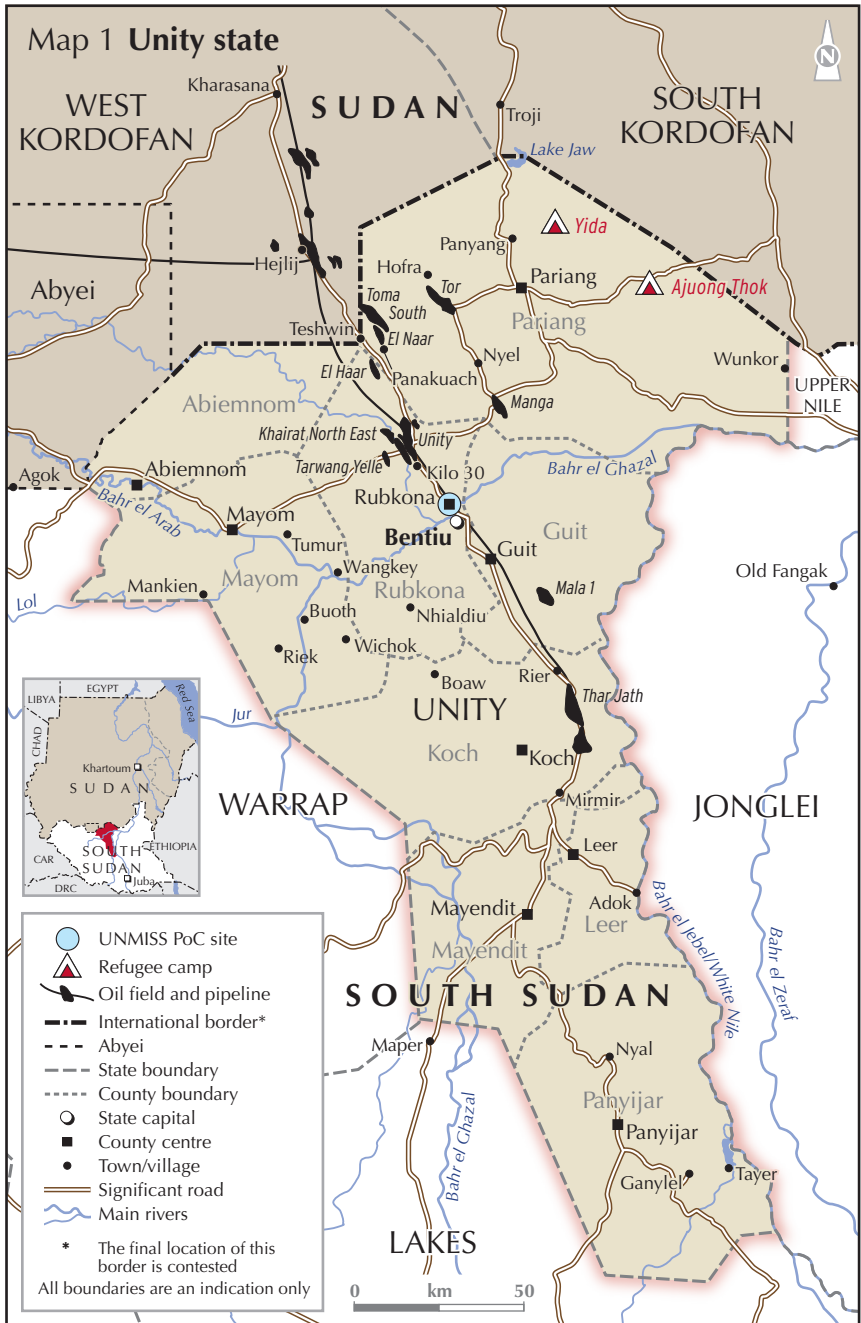 Map 1 Unity state
N
Kharasana
WEST
KORDOFAN
SUDAN
Troji
SOUTH
KORDOFAN
Lake Jaw
Yida
Panyang
Hejlij
Hofra
Tor
Pariang
Ajuong Thok
Abyei
Toma
South
Pariang
Teshwin
El Naar
Nyel
Wunkor
El Haar
Panakuach
UPPER
NILE
Abiemnom
Manga
Khairat North East
Unity
Tarwang Yelle
Kilo 30
Bahr el Ghazal
Agok
Abiemnom
Rubkona
Bahr el Arab
Mayom
Bentiu
Guit
Tumur
Guit
Wangkey
Old Fangak
Mayom
Rubkona
Mankien
Mala 1
Lol
Buoth
Nhialdiu
Wichok
Riek
Rier
Boaw
Thar Jath
UNITY
Jur
Koch
Koch
Mirmir
WARRAP
JONGLEI
Leer
Adok
Mayendit
Leer
Mayendit
Bahr el Jebel/White Nile
Bahr el Zeraf
SOUTH SUDAN
Maper
Nyal
Panyijar
Panyijar
Bahr el Ghazal
Ganylel
Tayer
LAKES
EGYPT
LIBYA
Red Sea
CHAD
Khartoum
SUDAN
ETHIOPIA
SOUTH
SUDAN
CAR
Juba
DRC
UNMISS PoC site
Refugee camp
Oil field and pipeline
International border*
Abyei
State boundary
County boundary
State capital
County centre
Town/village
Significant road
Main rivers
* The final location of this
border is contested
All boundaries are an indication only
0 km 50